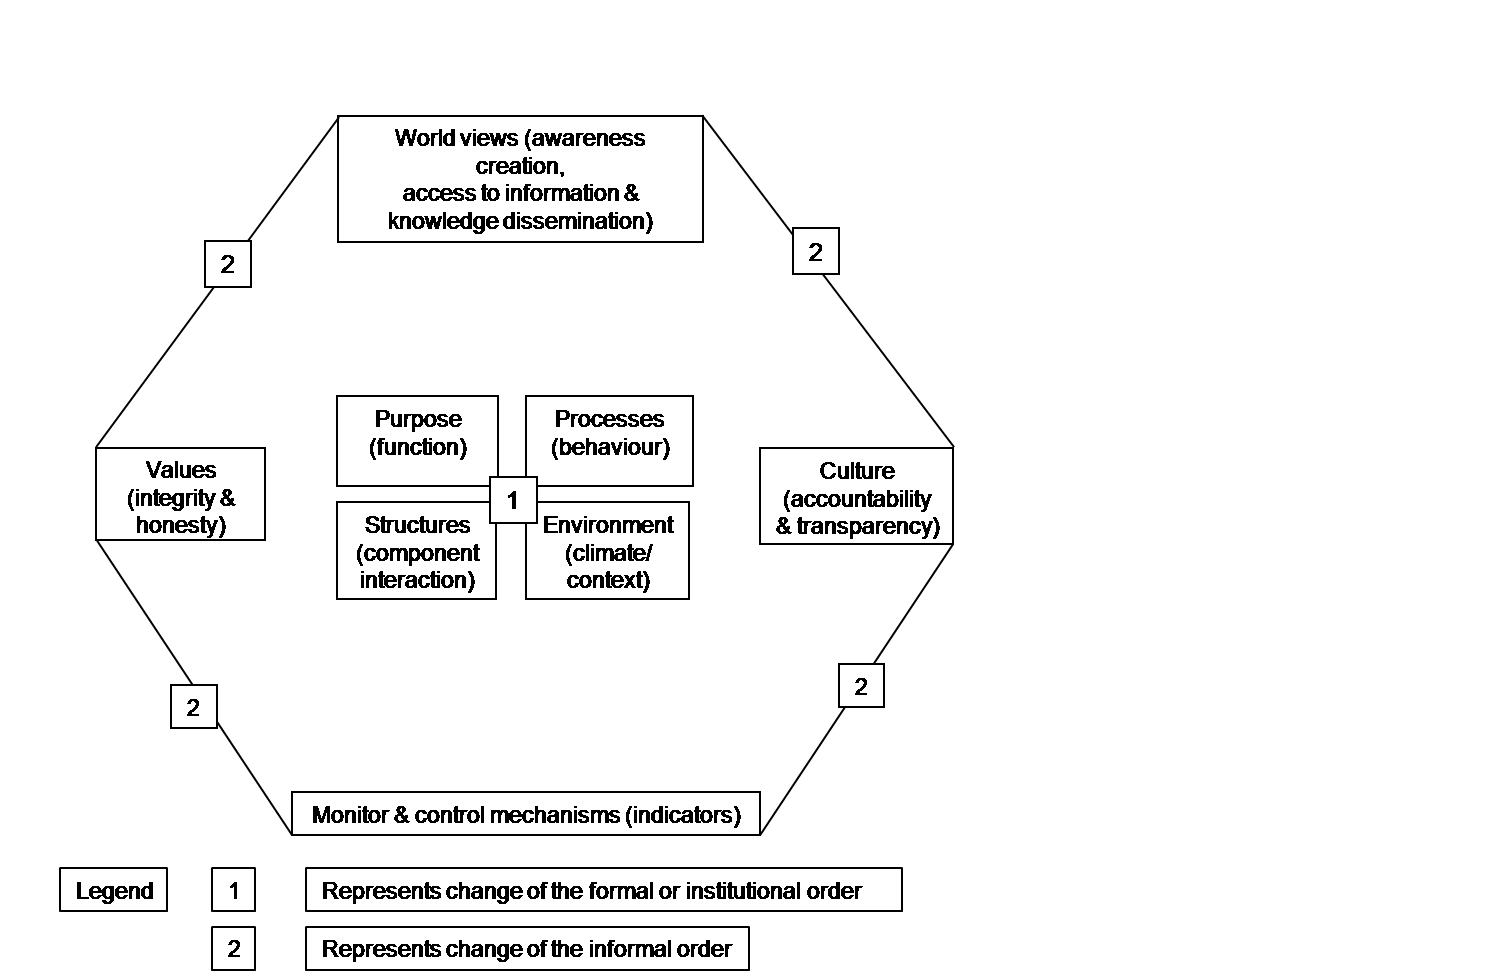 World views (awareness
creation,
access to information &
knowledge dissemination)
2
2
Purpose
(function)
Processes
(behaviour)
Values
(integrity &
honesty)
1
Culture
(accountability
& transparency)
Structures
(component
interaction)
Environment
(climate/
context)
2
2
Monitor & control mechanisms (indicators)
Legend
1
Represents change of the formal or institutional order
2
Represents change of the informal order